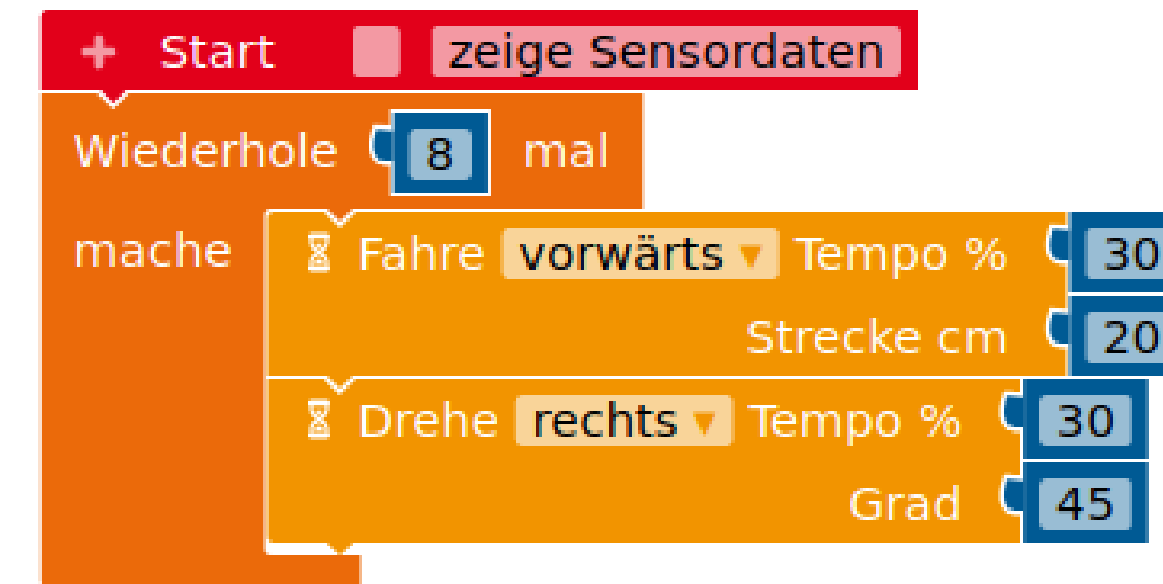 + Start zeige Sensordaten
Wiederhole 8 mal
mache Fahre vorwärts Tempo % 30
Strecke cm 20
Drehe rechts Tempo % 30
Grad 45